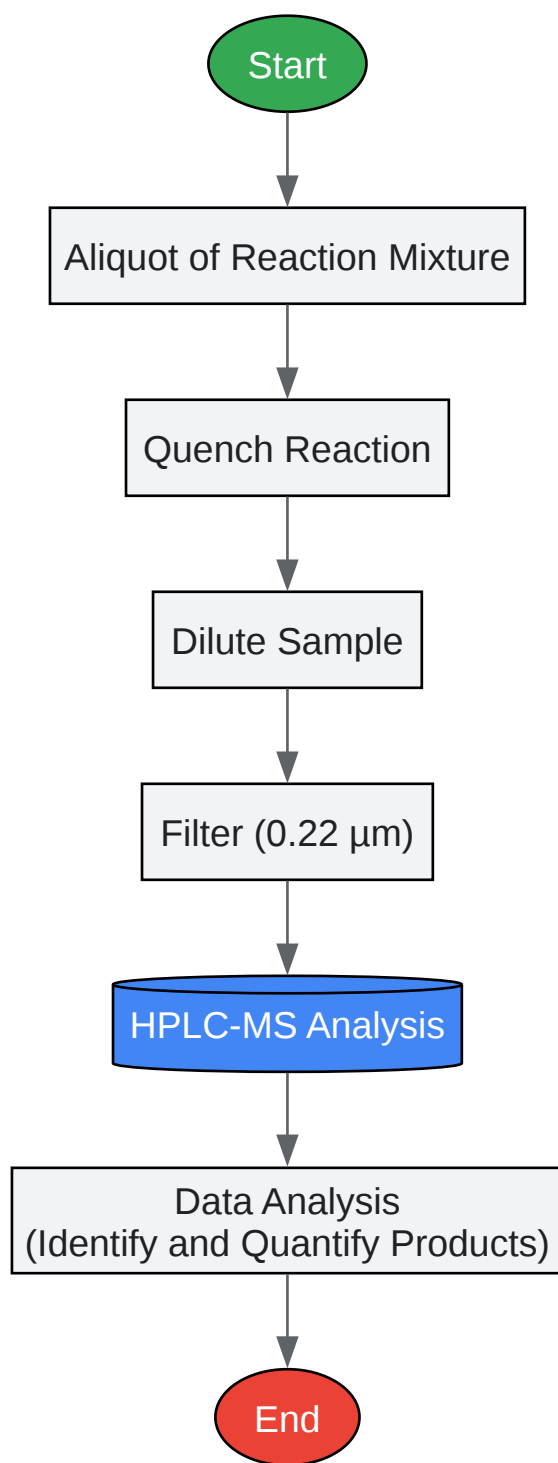 Start
Aliquot of Reaction Mixture
Quench Reaction
Dilute Sample
Filter (0.22 µm)
HPLC-MS Analysis
Data Analysis
(Identify and Quantify Products)
End